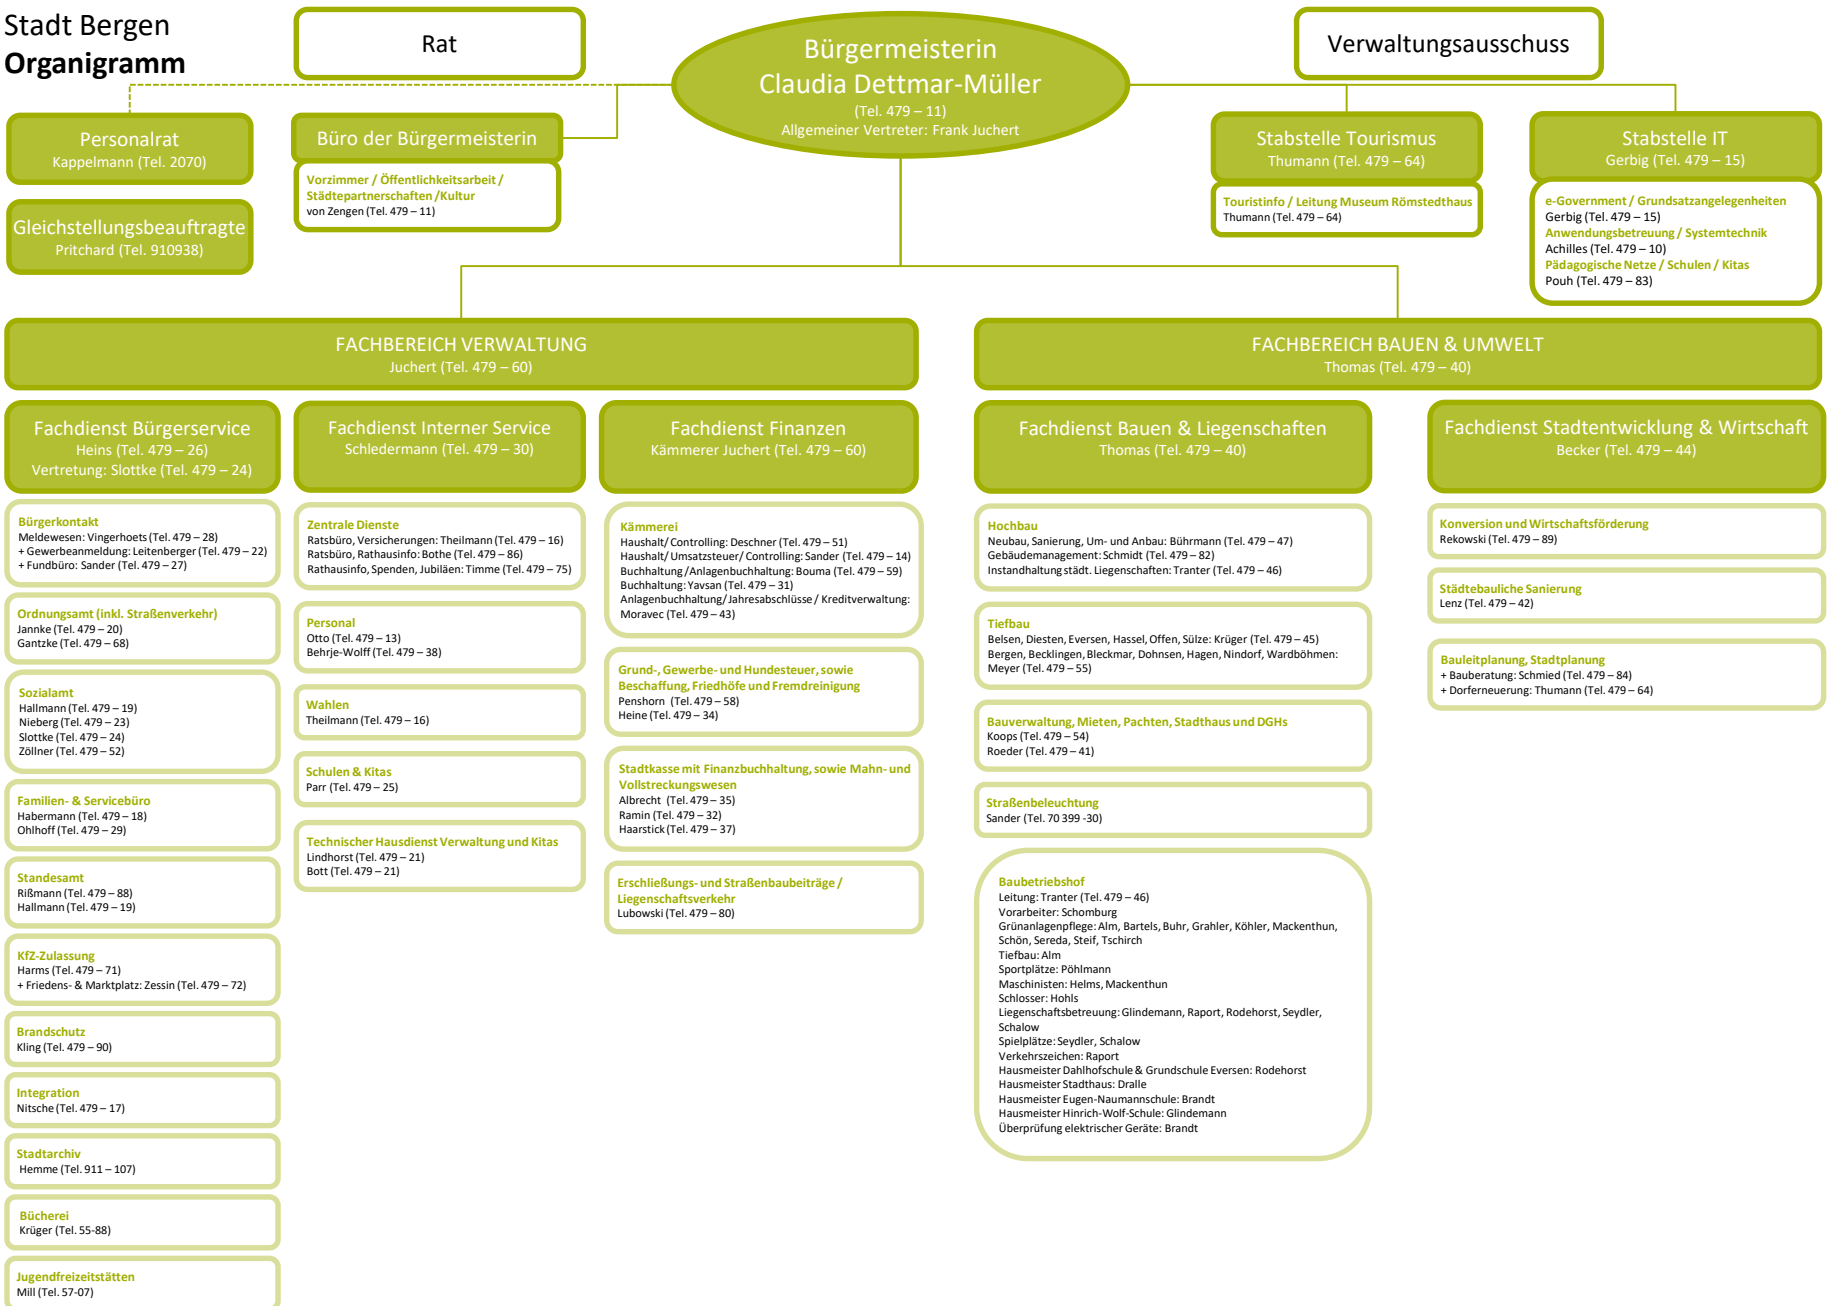 Stadt Bergen
Organigramm
Rat
Bürgermeisterin
Claudia Dettmar-Müller
(Tel. 479 – 11)
Allgemeiner Vertreter: Frank Juchert
Verwaltungsausschuss
Personalrat
Kappelmann (Tel. 2070)
Gleichstellungsbeauftragte
Pritchard (Tel. 910938)
Büro der Bürgermeisterin
Vorzimmer / Öffentlichkeitsarbeit /
Städtepartnerschaften /Kultur
von Zengen (Tel. 479 – 11)
Stabstelle Tourismus
Thumann (Tel. 479 – 64)
Touristinfo / Leitung Museum Römstedthaus
Thumann (Tel. 479 – 64)
Stabstelle IT
Gerbig (Tel. 479 – 15)
e-Government / Grundsatzangelegenheiten
Gerbig (Tel. 479 – 15)
Anwendungsbetreuung / Systemtechnik
Achilles (Tel. 479 – 10)
Pädagogische Netze / Schulen / Kitas
Pouh (Tel. 479 – 83)
FACHBEREICH VERWALTUNG
Juchert (Tel. 479 – 60)
FACHBEREICH BAUEN & UMWELT
Thomas (Tel. 479 – 40)
Fachdienst Bürgerservice
Heins (Tel. 479 – 26)
Vertretung: Slottke (Tel. 479 – 24)
Bürgerkontakt
Meldewesen: Vingerhoets (Tel. 479 – 28)
+ Gewerbeanmeldung: Leitenberger (Tel. 479 – 22)
+ Fundbüro: Sander (Tel. 479 – 27)
Ordnungsamt (inkl. Straßenverkehr)
Jannke (Tel. 479 – 20)
Gantzke (Tel. 479 – 68)
Sozialamt
Hallmann (Tel. 479 – 19)
Nieberg (Tel. 479 – 23)
Slottke (Tel. 479 – 24)
Zöllner (Tel. 479 – 52)
Familien- & Servicebüro
Habermann (Tel. 479 – 18)
Ohlhoff (Tel. 479 – 29)
Standesamt
Rißmann (Tel. 479 – 88)
Hallmann (Tel. 479 – 19)
KfZ-Zulassung
Harms (Tel. 479 – 71)
+ Friedens- & Marktplatz: Zessin (Tel. 479 – 72)
Brandschutz
Kling (Tel. 479 – 90)
Integration
Nitsche (Tel. 479 – 17)
Stadtarchiv
Hemme (Tel. 911 – 107)
Bücherei
Krüger (Tel. 55-88)
Jugendfreizeitstätten
Mill (Tel. 57-07)
Fachdienst Interner Service
Schledermann (Tel. 479 – 30)
Zentrale Dienste
Ratsbüro, Versicherungen: Theilmann (Tel. 479 – 16)
Ratsbüro, Rathausinfo: Bothe (Tel. 479 – 86)
Rathausinfo, Spenden, Jubiläen: Timme (Tel. 479 – 75)
Personal
Otto (Tel. 479 – 13)
Behrje-Wolff (Tel. 479 – 38)
Wahlen
Theilmann (Tel. 479 – 16)
Schulen & Kitas
Parr (Tel. 479 – 25)
Technischer Hausdienst Verwaltung und Kitas
Lindhorst (Tel. 479 – 21)
Bott (Tel. 479 – 21)
Fachdienst Finanzen
Kämmerer Juchert (Tel. 479 – 60)
Kämmerei
Haushalt/ Controlling: Deschner (Tel. 479 – 51)
Haushalt/ Umsatzsteuer/ Controlling: Sander (Tel. 479 – 14)
Buchhaltung /Anlagenbuchhaltung: Bouma (Tel. 479 – 59)
Buchhaltung: Yavsan (Tel. 479 – 31)
Anlagenbuchhaltung/ Jahresabschlüsse / Kreditverwaltung:
Moravec (Tel. 479 – 43)
Grund-, Gewerbe- und Hundesteuer, sowie
Beschaffung, Friedhöfe und Fremdreinigung
Penshorn (Tel. 479 – 58)
Heine (Tel. 479 – 34)
Stadtkasse mit Finanzbuchhaltung, sowie Mahn- und
Vollstreckungswesen
Albrecht (Tel. 479 – 35)
Ramin (Tel. 479 – 32)
Haarstick (Tel. 479 – 37)
Erschließungs- und Straßenbaubeiträge /
Liegenschaftsverkehr
Lubowski (Tel. 479 – 80)
Fachdienst Bauen & Liegenschaften
Thomas (Tel. 479 – 40)
Hochbau
Neubau, Sanierung, Um- und Anbau: Bührmann (Tel. 479 – 47)
Gebäudemanagement: Schmidt (Tel. 479 – 82)
Instandhaltung städt. Liegenschaften: Tranter (Tel. 479 – 46)
Tiefbau
Belsen, Diesten, Eversen, Hassel, Offen, Sülze: Krüger (Tel. 479 – 45)
Bergen, Becklingen, Bleckmar, Dohnsen, Hagen, Nindorf, Wardböhmen:
Meyer (Tel. 479 – 55)
Bauverwaltung, Mieten, Pachten, Stadthaus und DGHs
Koops (Tel. 479 – 54)
Roeder (Tel. 479 – 41)
Straßenbeleuchtung
Sander (Tel. 70 399 -30)
Baubetriebshof
Leitung: Tranter (Tel. 479 – 46)
Vorarbeiter: Schomburg
Grünanlagenpflege: Alm, Bartels, Buhr, Grahler, Köhler, Mackenthun,
Schön, Sereda, Steif, Tschirch
Tiefbau: Alm
Sportplätze: Pöhlmann
Maschinisten: Helms, Mackenthun
Schlosser: Hohls
Liegenschaftsbetreuung: Glindemann, Raport, Rodehorst, Seydler,
Schalow
Spielplätze: Seydler, Schalow
Verkehrszeichen: Raport
Hausmeister Dahlhofschule & Grundschule Eversen: Rodehorst
Hausmeister Stadthaus: Dralle
Hausmeister Eugen-Naumannschule: Brandt
Hausmeister Hinrich-Wolf-Schule: Glindemann
Überprüfung elektrischer Geräte: Brandt
Fachdienst Stadtentwicklung & Wirtschaft
Becker (Tel. 479 – 44)
Konversion und Wirtschaftsförderung
Rekowski (Tel. 479 – 89)
Städtebauliche Sanierung
Lenz (Tel. 479 – 42)
Bauleitplanung, Stadtplanung
+ Bauberatung: Schmied (Tel. 479 – 84)
+ Dorferneuerung: Thumann (Tel. 479 – 64)